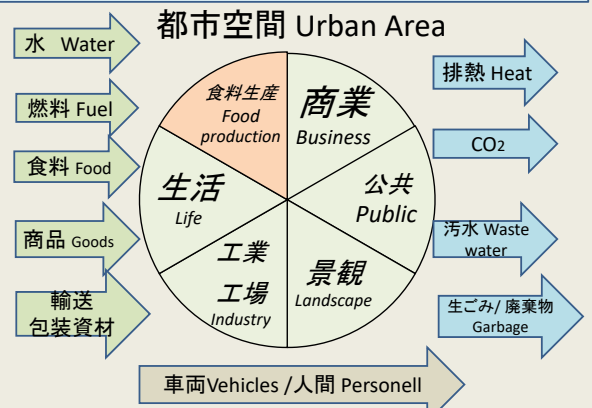 都市空間 Urban Area
水 Water
燃料 Fuel
食料 Food
商品 Goods
輸送
包装資材
食料生産
Food
production
商業
Business
生活
Life
公共
Public
工業
工場
Industry
景観
Landscape
排熱 Heat
CO2
汚水 Waste
water
生ごみ/ 廃棄物
Garbage
車両Vehicles /人間 Personell